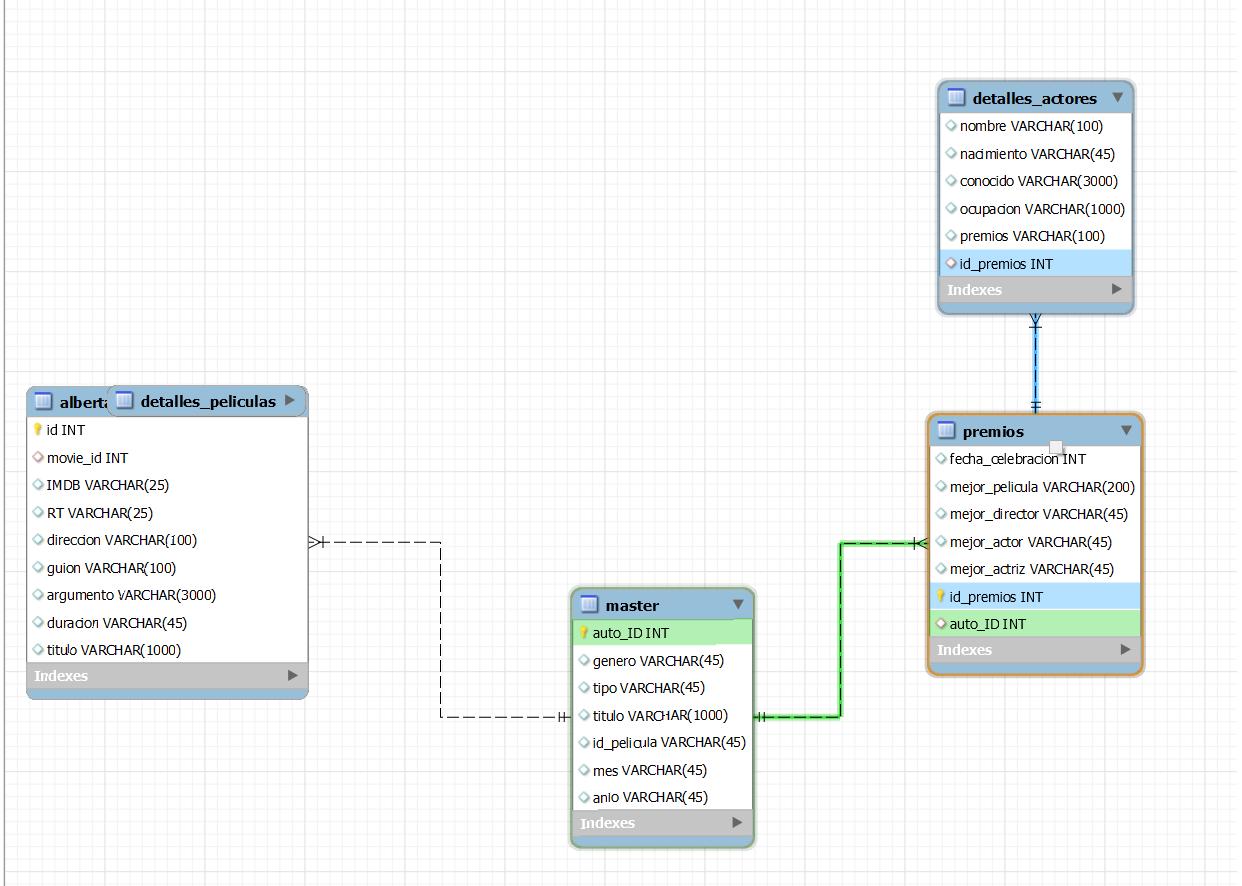 detalles_actores
nombre VARCHAR(100)
nacimiento VARCHAR(45)
conocido VARCHAR(3000)
ocupacion VARCHAR(1000)
premios VARCHAR(100)
id_premios INT
Indexes
detalles_peliculas
id INT
movie_id INT
IMDB VARCHAR(25)
RT VARCHAR(25)
direccion VARCHAR(100)
guion VARCHAR(100)
argumento VARCHAR(3000)
duracion VARCHAR(45)
titulo VARCHAR(1000)
Indexes
premios
fecha_celebracion INT
mejor_pelicula VARCHAR(200)
mejor_director VARCHAR(45)
mejor_actor VARCHAR(45)
mejor_actriz VARCHAR(45)
id_premios INT
auto_ID INT
Indexes
master
auto_ID INT
genero VARCHAR(45)
tipo VARCHAR(45)
titulo VARCHAR(1000)
id_pelicula VARCHAR(45)
mes VARCHAR(45)
anio VARCHAR(45)
Indexes